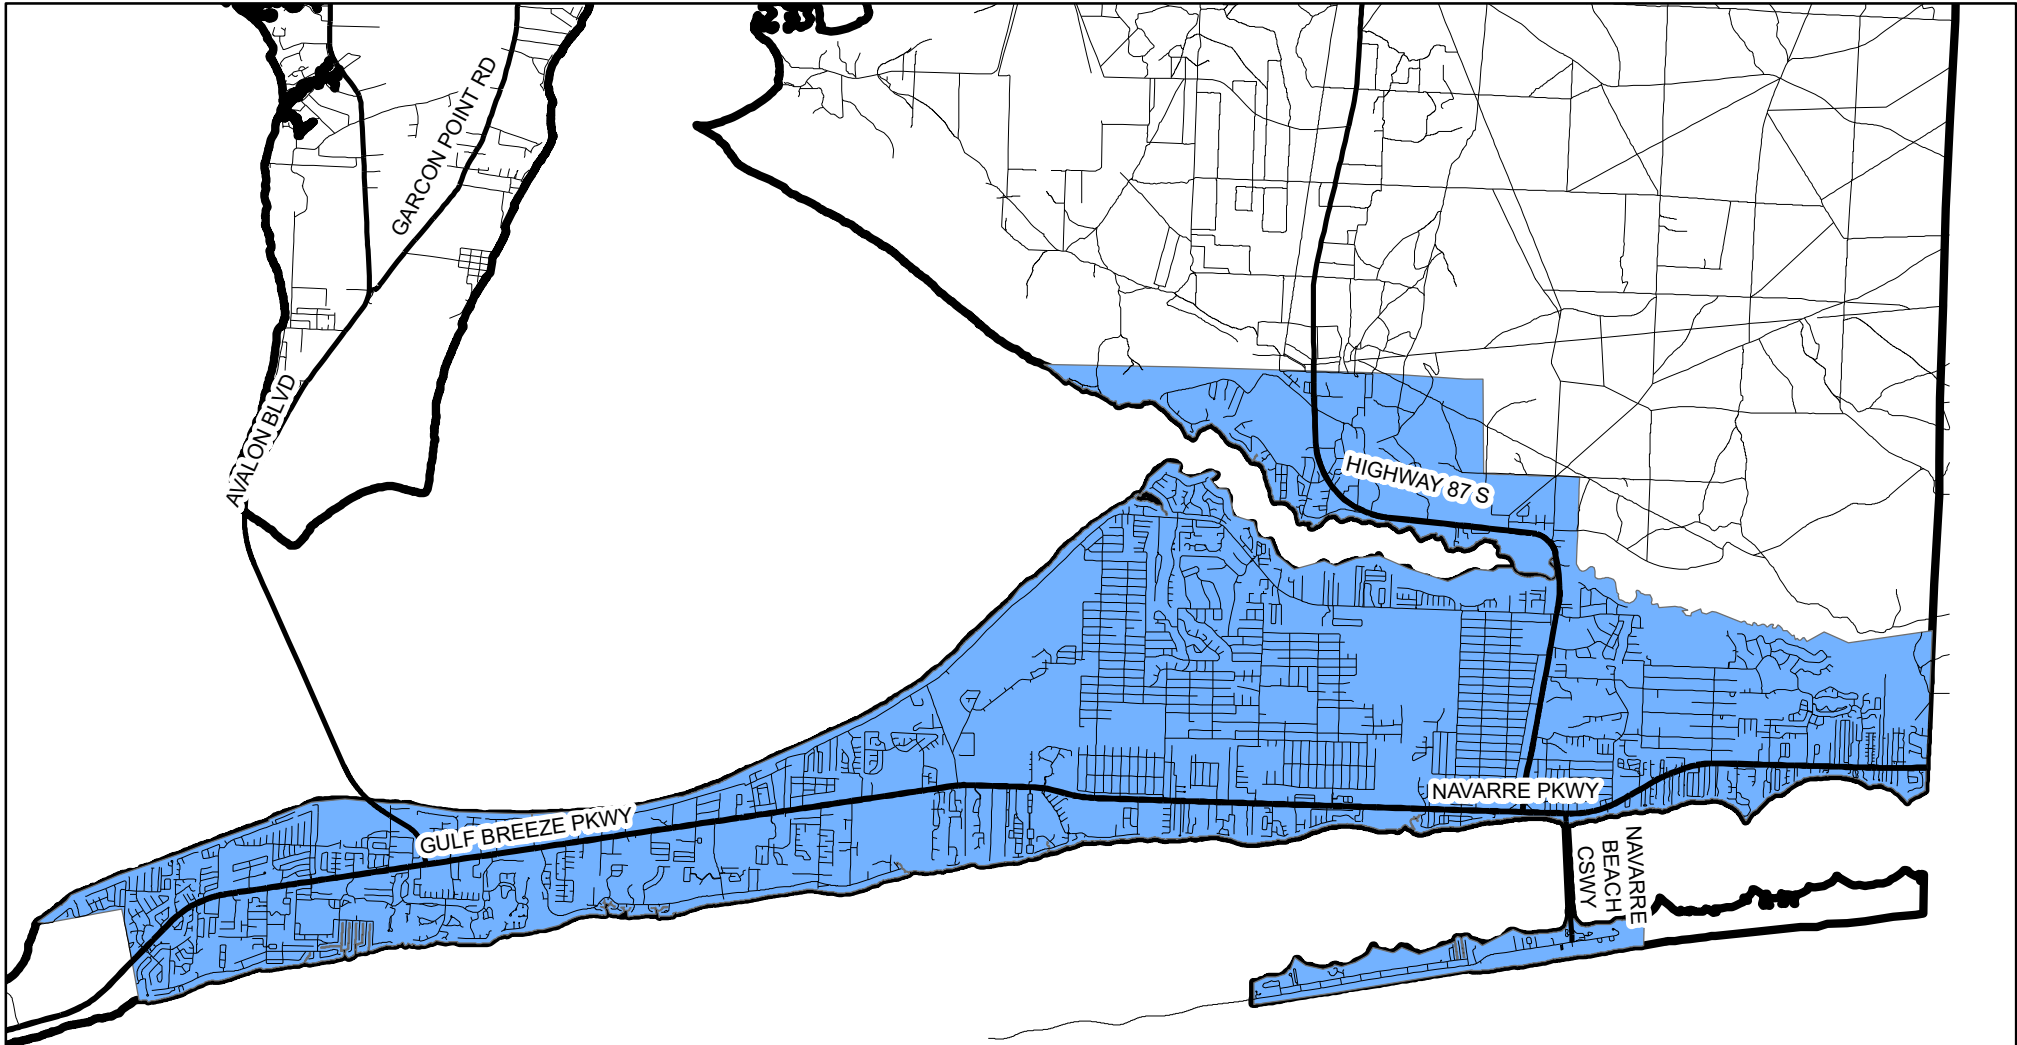 GARCON POINT RD
AVALON BLVD
HIGHWAY 87 S
NAVARRE PKWY
GULF BREEZE PKWY
NAVARRE
BEACH
CSWY